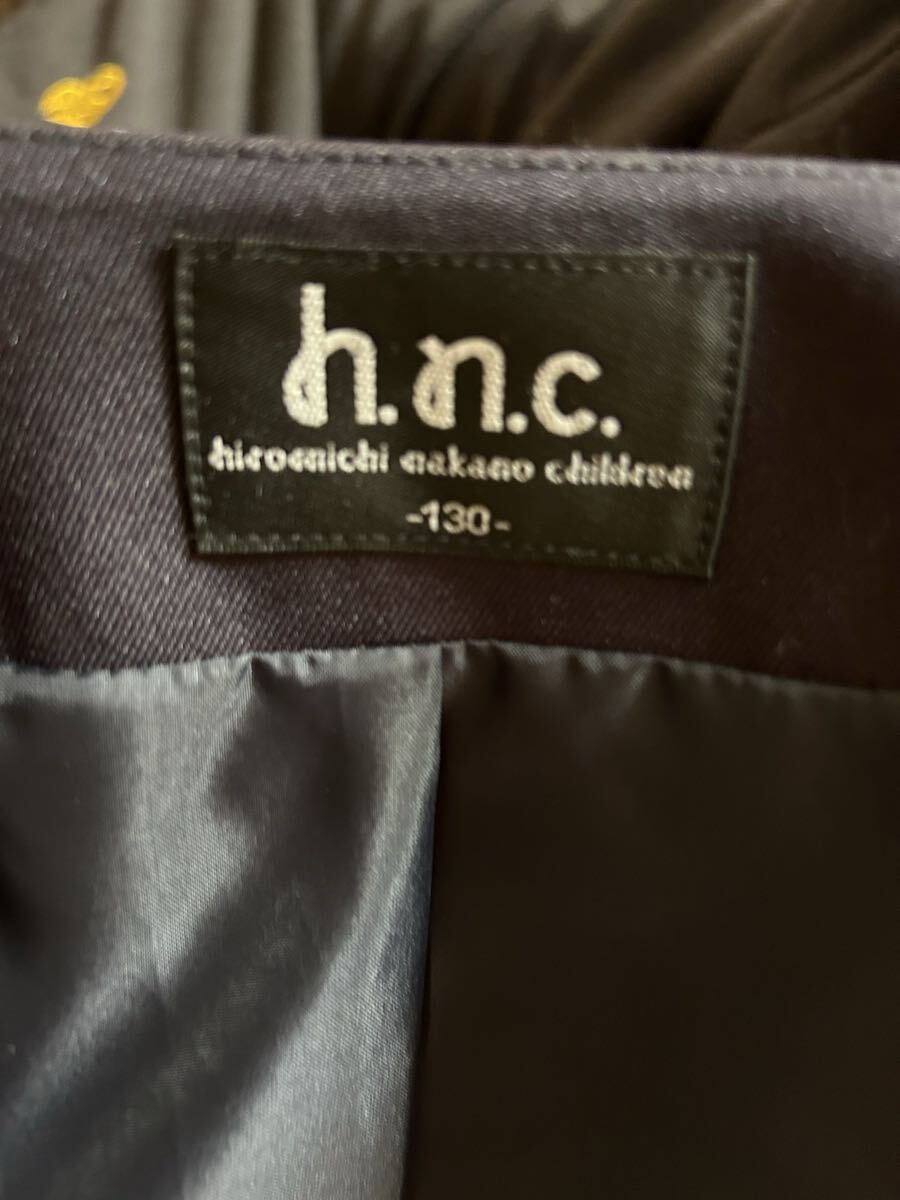 h.n.c.
hiromichi nakano children
-130-